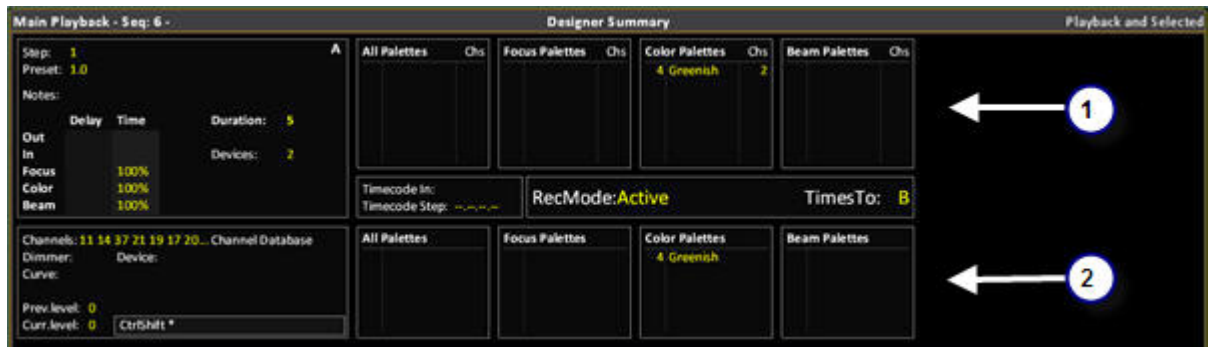 Main Playback - Seq: 6 - Designer Summary Playback and Selected
Step: 1 A
Preset: 1.0
Notes:
Delay Time Duration: 5
Out
In Devices: 2
Focus 100%
Color 100%
Beam 100%
All Palettes Chs Focus Palettes Chs Color Palettes Chs Beam Palettes Chs
4 Greenish 2
1
Timecode In:
Timecode Step: --.--.--.--
RecMode:Active TimesTo: B
Channels: 11 14 37 21 19 17 20... Channel Database
Dimmer: Device:
Curve:
Prev.level: 0
Curr.level: 0 CtrlShift *
All Palettes Focus Palettes Color Palettes Beam Palettes
4 Greenish
2